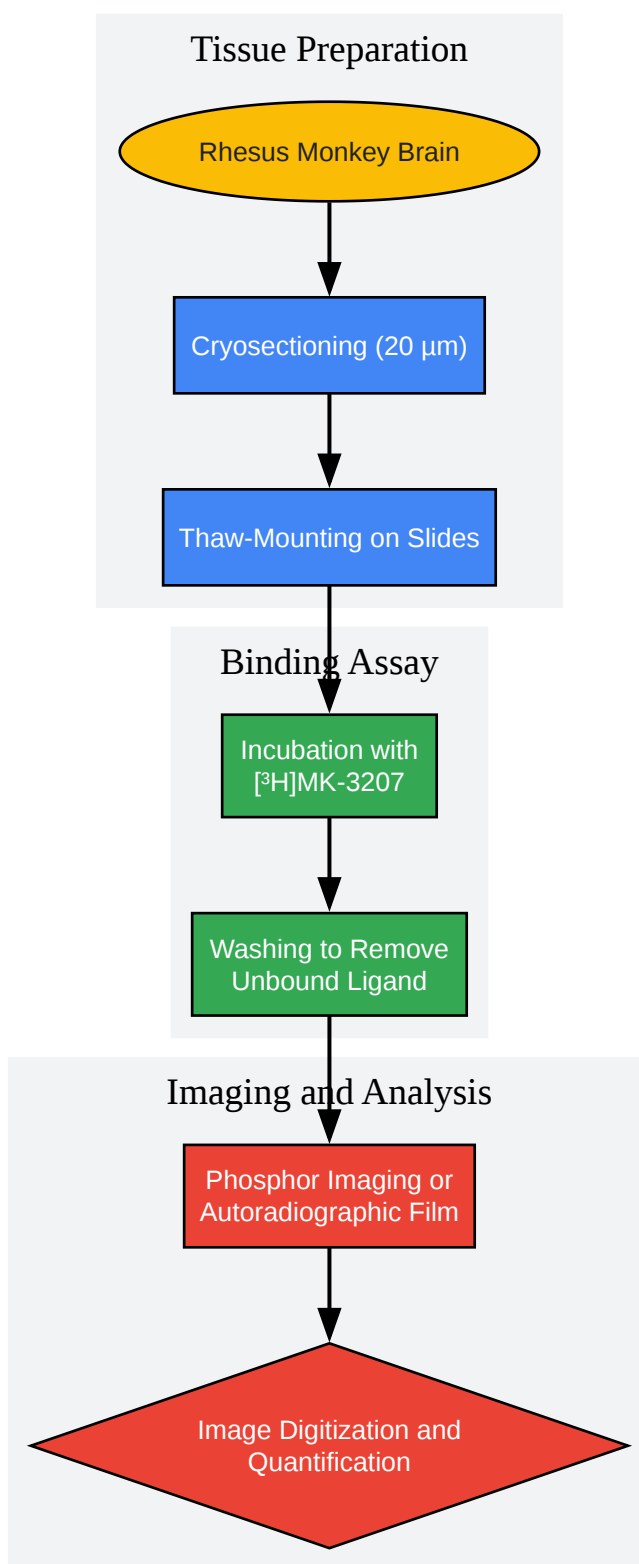 Tissue Preparation
Rhesus Monkey Brain
Cryosectioning (20 µm)
Thaw-Mounting on Slides
Binding Assay
Incubation with
[³H]MK-3207
Washing to Remove
Unbound Ligand
Imaging and Analysis
Phosphor Imaging or
Autoradiographic Film
Image Digitization and
Quantification